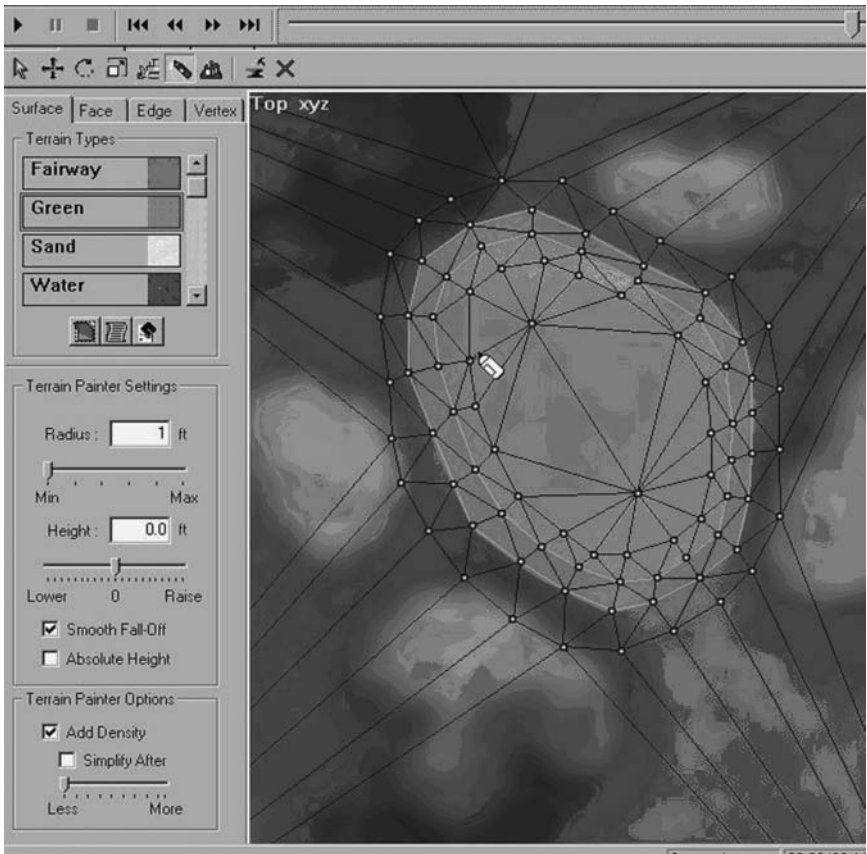 Surface Face Edge Vertex
Top xyz
Terrain Types
Fairway
Green
Sand
Water
Terrain Painter Settings
Radius : 1 ft
Min Max
Height : 0.0 ft
Lower 0 Raise
Smooth Fall-Off
Absolute Height
Terrain Painter Options
Add Density
Simplify After
Less More